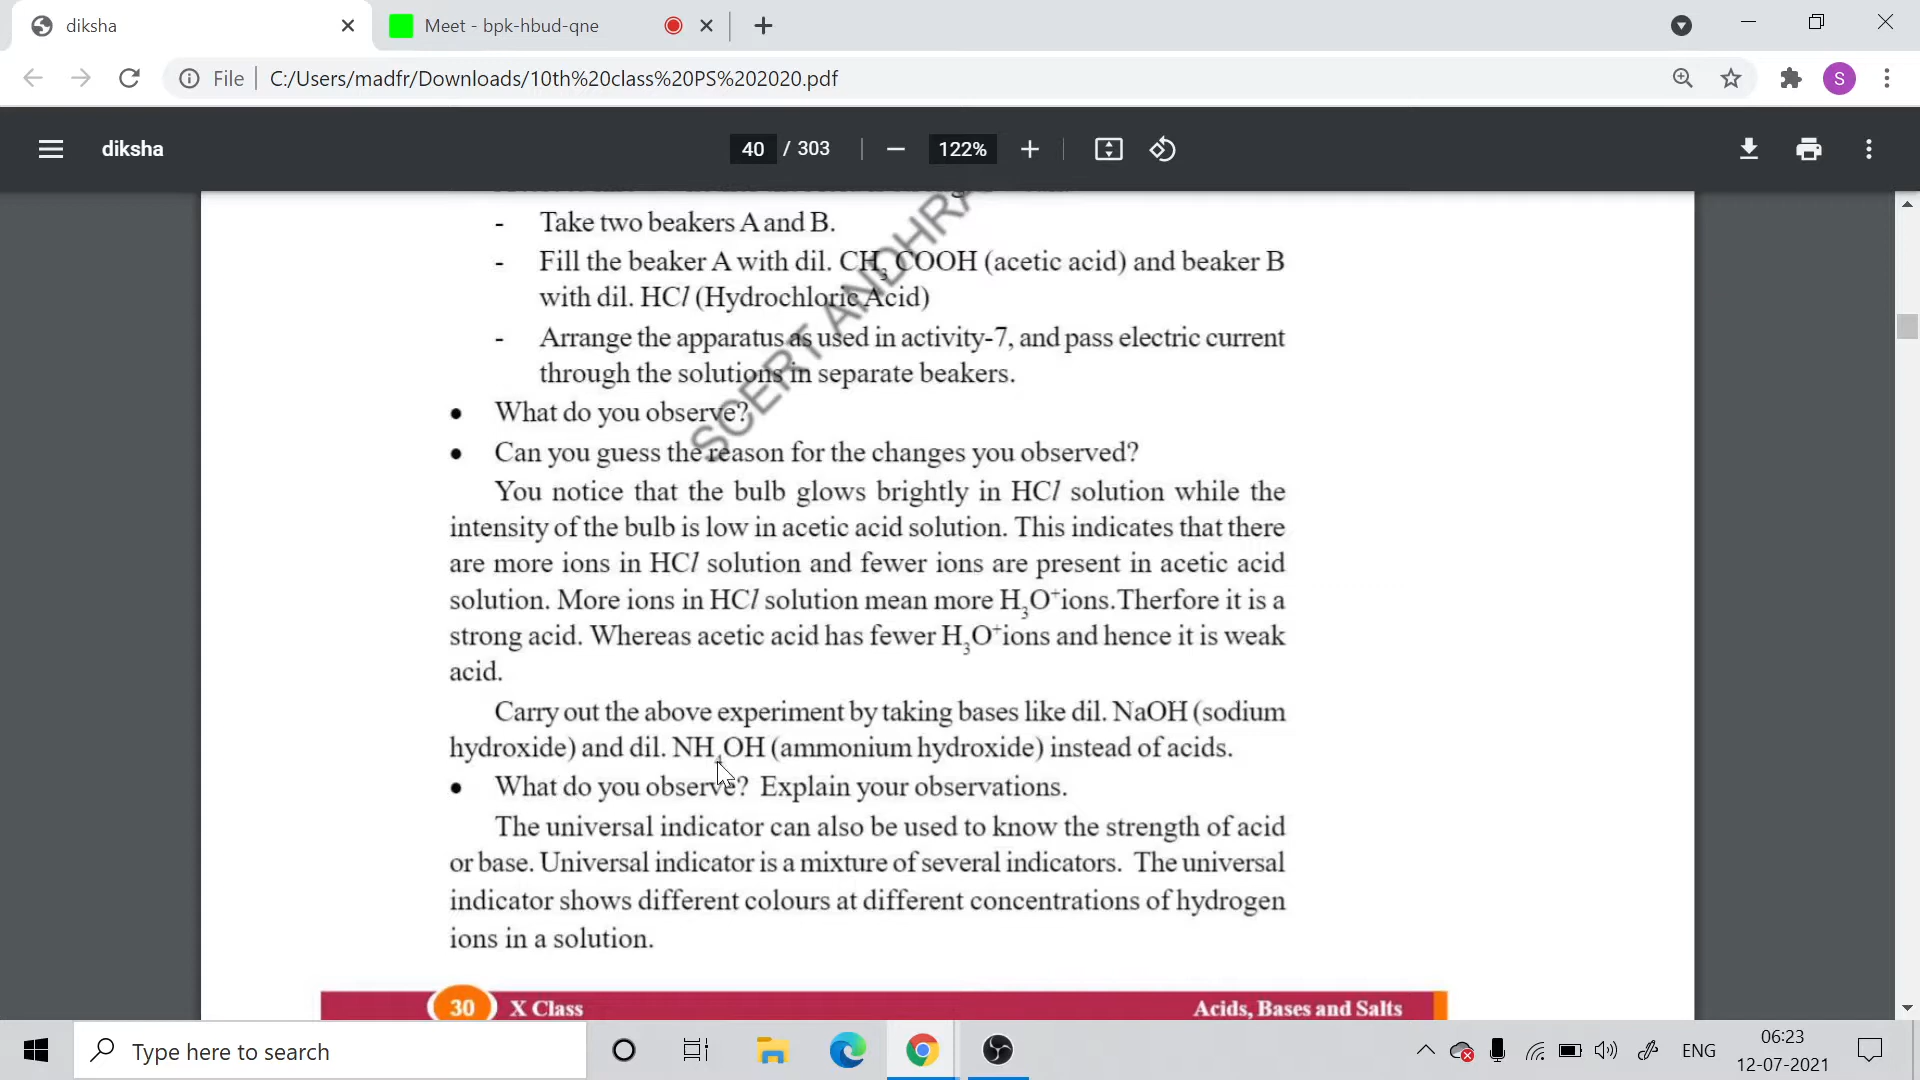 diksha
Meet - bpk-hbud-qne
File
C:/Users/madfr/Downloads/10th%20class%20PS%202020.pdf
S
diksha
40 / 303
122%
- Take two beakers A and B.
- Fill the beaker A with dil. CH₃ COOH (acetic acid) and beaker B
with dil. HCl (Hydrochloric Acid)
- Arrange the apparatus as used in activity-7, and pass electric current
through the solutions in separate beakers.
• What do you observe?
• Can you guess the reason for the changes you observed?
You notice that the bulb glows brightly in HCl solution while the
intensity of the bulb is low in acetic acid solution. This indicates that there
are more ions in HCl solution and fewer ions are present in acetic acid
solution. More ions in HCl solution mean more H₃O⁺ions.Therfore it is a
strong acid. Whereas acetic acid has fewer H₃O⁺ions and hence it is weak
acid.
Carry out the above experiment by taking bases like dil. NaOH (sodium
hydroxide) and dil. NH₄OH (ammonium hydroxide) instead of acids.
• What do you observe? Explain your observations.
The universal indicator can also be used to know the strength of acid
or base. Universal indicator is a mixture of several indicators. The universal
indicator shows different colours at different concentrations of hydrogen
ions in a solution.
SCERT ANDHRA
30 X Class
Acids, Bases and Salts
Type here to search
ENG
06:23
12-07-2021